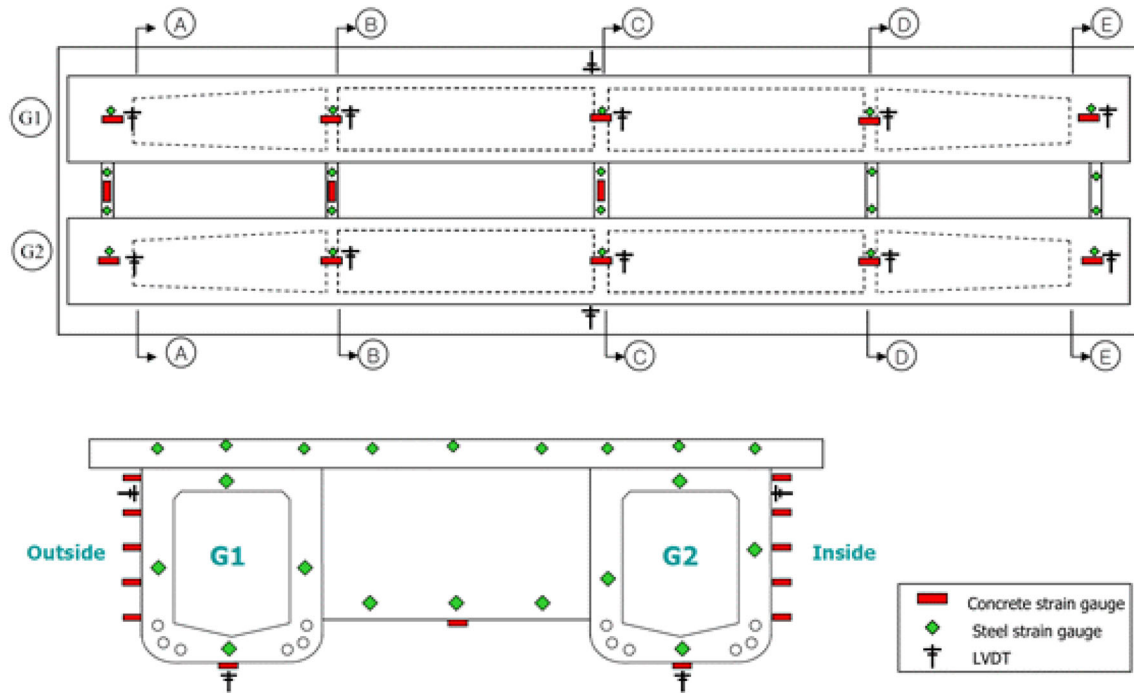 A B C D E
G1
G2
A B C D E
Outside G1 G2 Inside
Concrete strain gauge
Steel strain gauge
LVDT